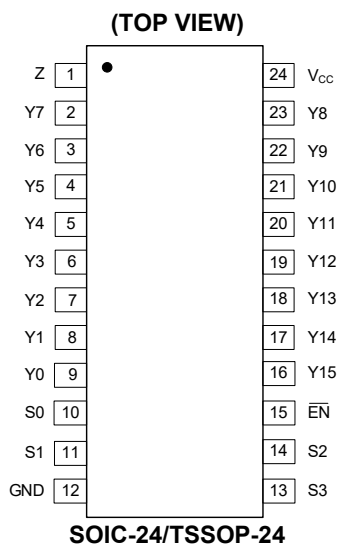 (TOP VIEW)
Z 1 24 VCC
Y7 2 23 Y8
Y6 3 22 Y9
Y5 4 21 Y10
Y4 5 20 Y11
Y3 6 19 Y12
Y2 7 18 Y13
Y1 8 17 Y14
Y0 9 16 Y15
S0 10 15 E̅N̅
S1 11 14 S2
GND 12 13 S3
SOIC-24/TSSOP-24